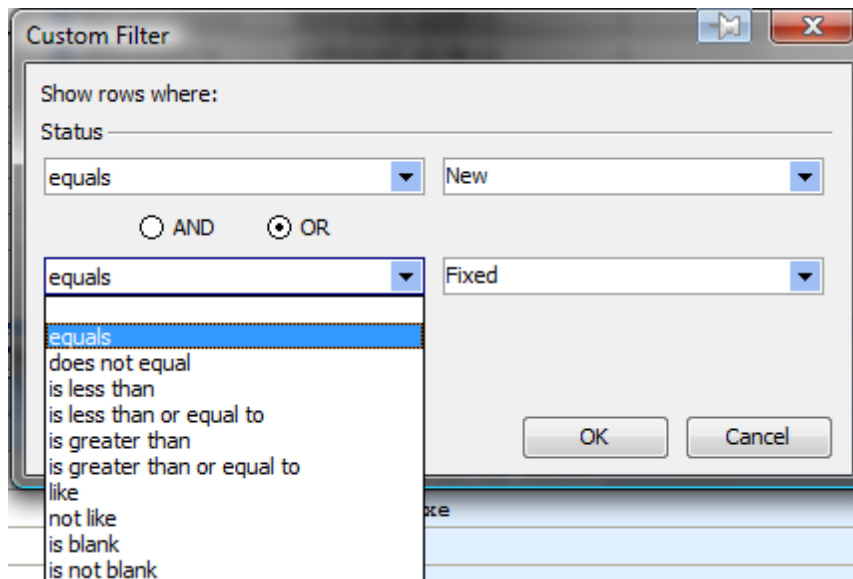 Custom Filter
Show rows where:
Status
equals New
AND OR
equals Fixed
equals
does not equal
is less than
is less than or equal to
is greater than
is greater than or equal to
OK Cancel
like
not like
is blank
is not blank